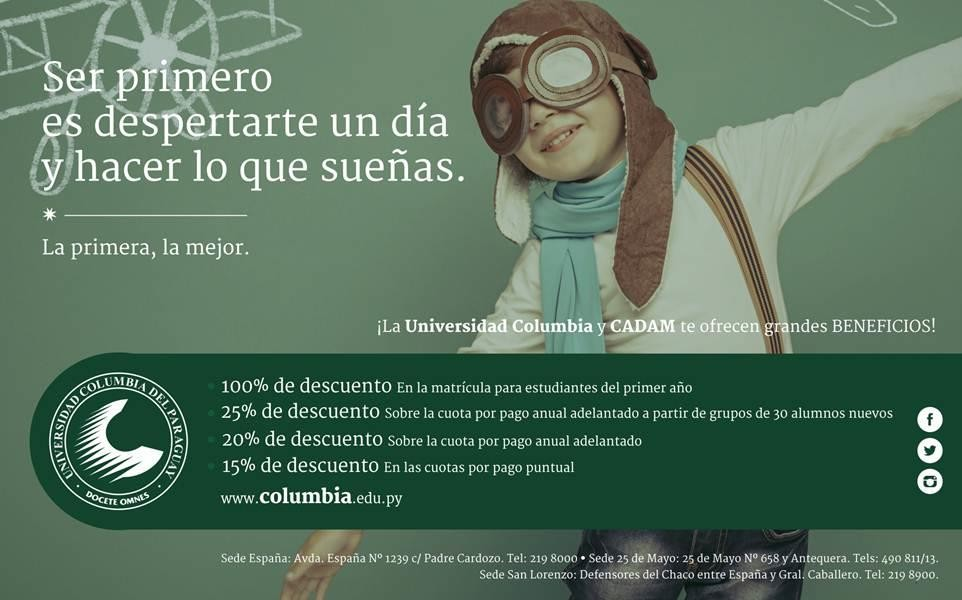 Ser primero
es despertarte un día
y hacer lo que sueñas.
La primera, la mejor.
¡La Universidad Columbia y CADAM te ofrecen grandes BENEFICIOS!
UNIVERSIDAD COLUMBIA DEL PARAGUAY
DOCETE OMNES
100% de descuento En la matrícula para estudiantes del primer año
25% de descuento Sobre la cuota por pago anual adelantado a partir de grupos de 30 alumnos nuevos
20% de descuento Sobre la cuota por pago anual adelantado
15% de descuento En las cuotas por pago puntual
www.columbia.edu.py
Sede España: Avda. España Nº 1239 c/ Padre Cardozo. Tel: 219 8000 • Sede 25 de Mayo: 25 de Mayo Nº 658 y Antequera. Tels: 490 811/13.
Sede San Lorenzo: Defensores del Chaco entre España y Gral. Caballero. Tel: 219 8900.